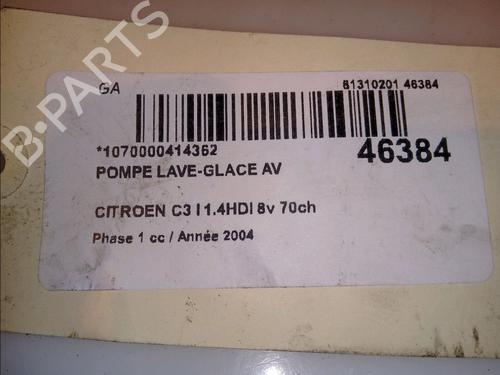 B-PARTS
GA
81310201 46384
*1070000414362
46384
POMPE LAVE-GLACE AV
CITROEN C3 I 1.4HDI 8v 70ch
Phase 1 cc / Année 2004